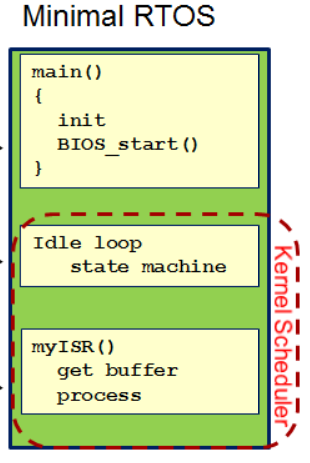 Minimal RTOS
main()
{
init
BIOS_start()
}
Idle loop
state machine
myISR()
get buffer
process
Kernel Scheduler